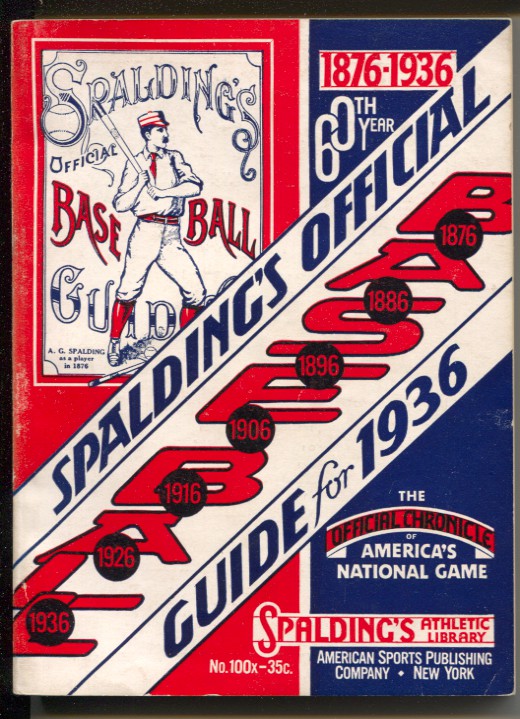 SPALDING'S
OFFICIAL
BASE BALL
GUIDE
A. G. SPALDING
as a player
in 1876
1876-1936
60TH
YEAR
SPALDING'S OFFICIAL
BASEBALL
1876
1886
1896
1906
1916
1926
1936
GUIDE for 1936
THE
OFFICIAL CHRONICLE
OF
AMERICA'S
NATIONAL GAME
SPALDING'S ATHLETIC
LIBRARY
No. 100X-35c.
AMERICAN SPORTS PUBLISHING
COMPANY • NEW YORK